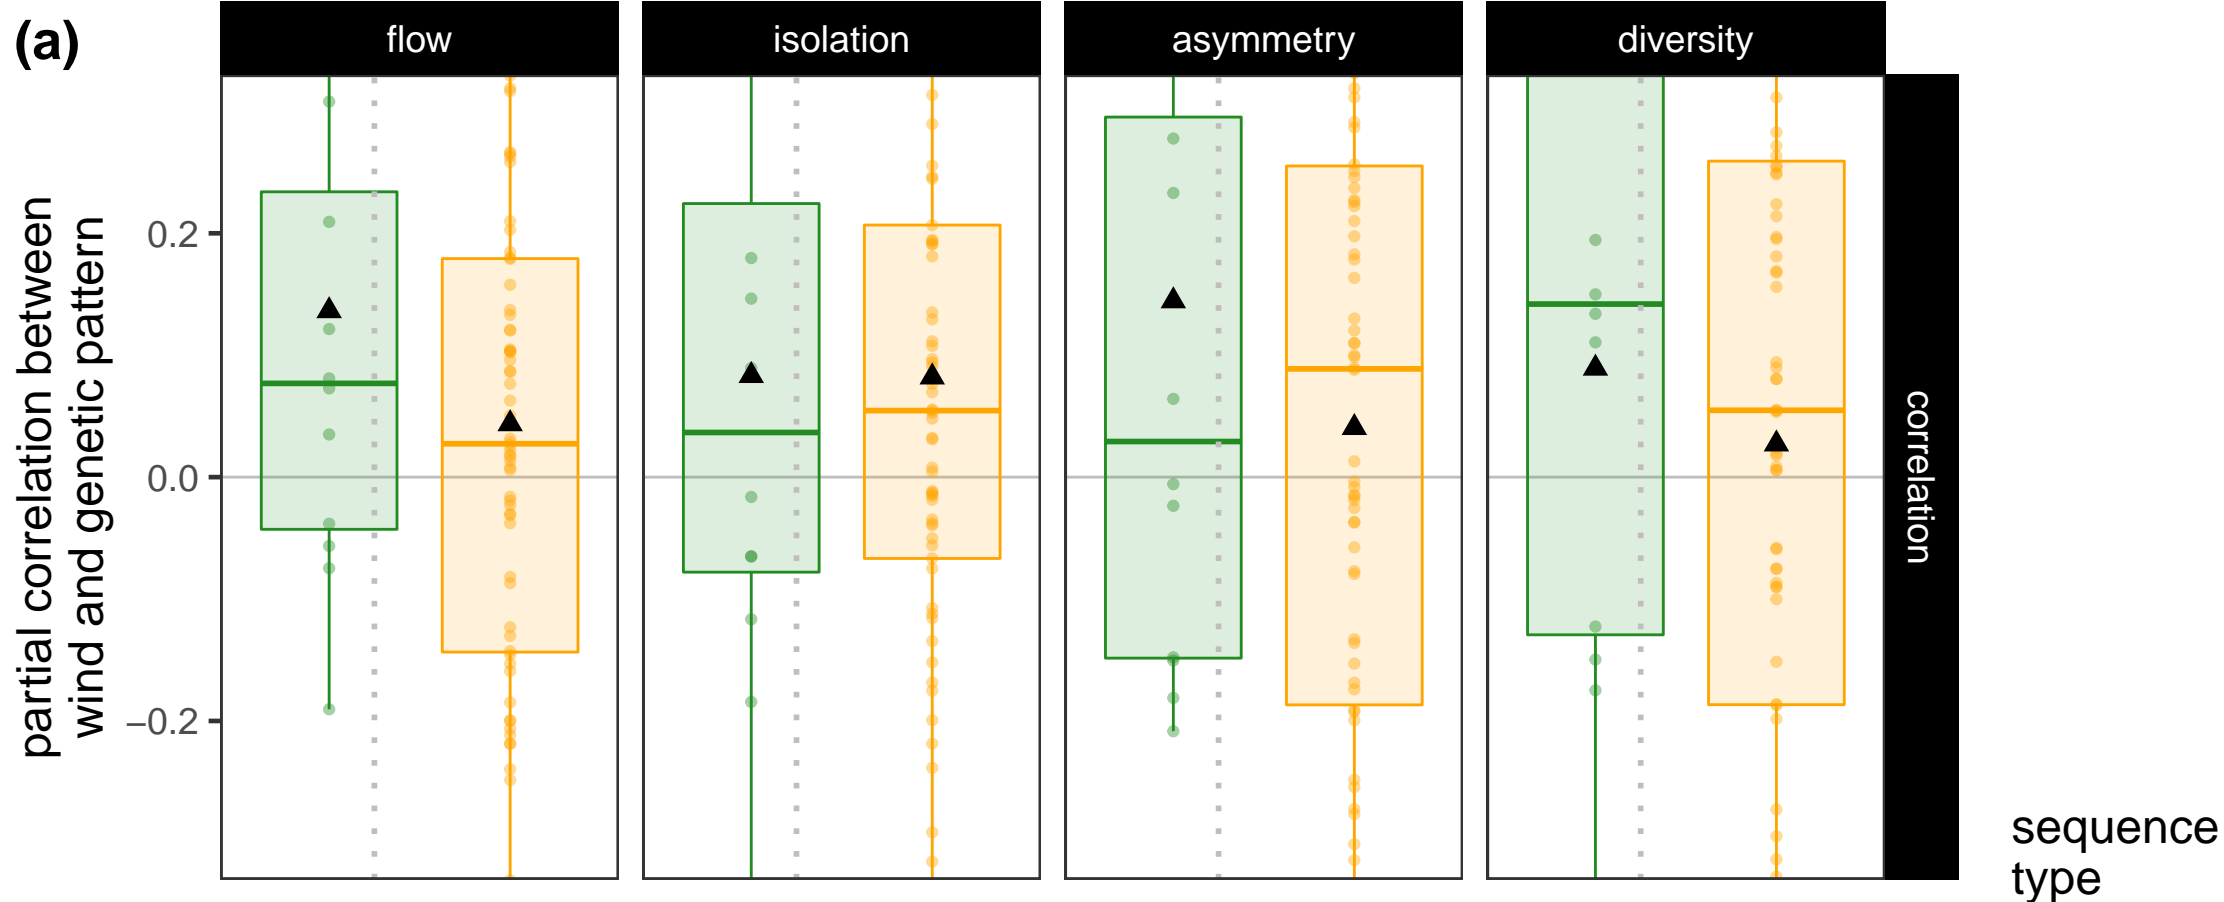 (a)
flow
isolation
asymmetry
diversity
partial correlation between
wind and genetic pattern
0.2
0.0
−0.2
correlation
sequence
type